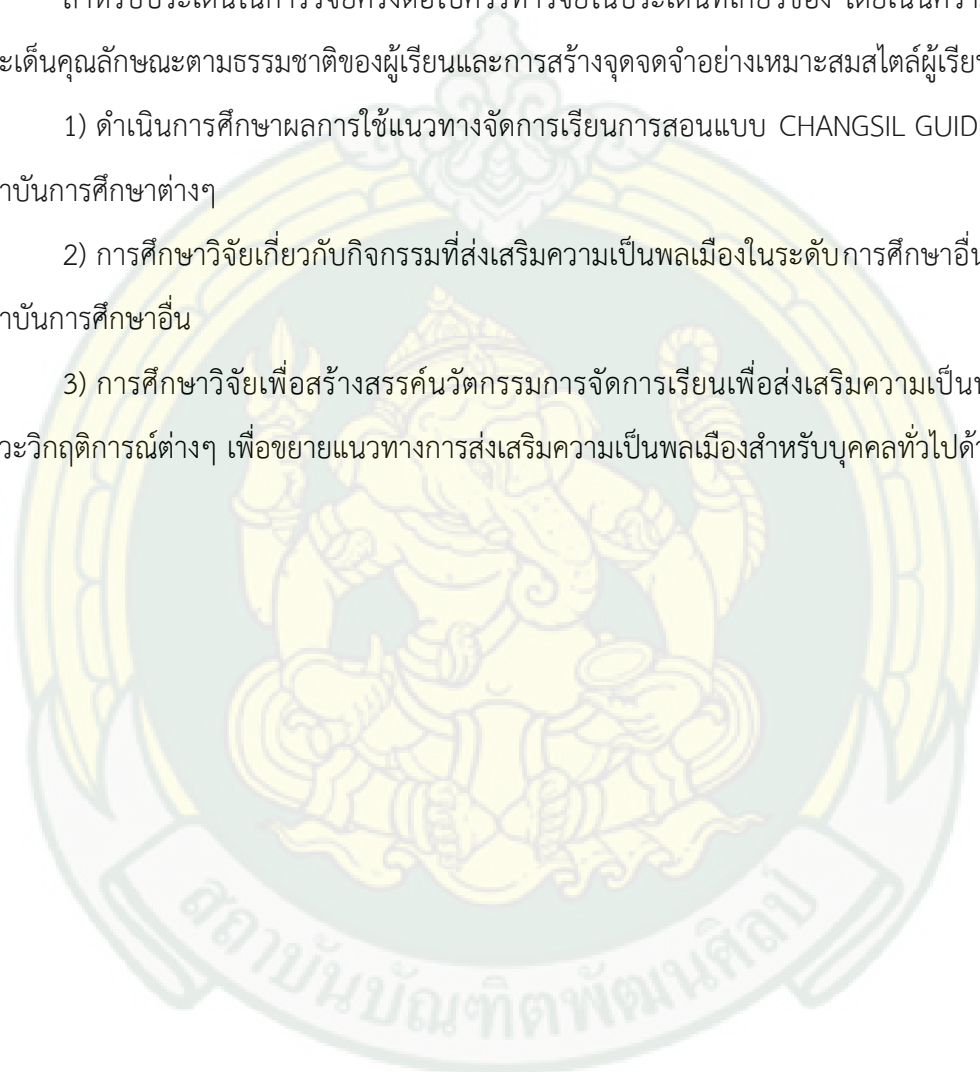 สำหรับประเด็นในการวิจัยครั้งต่อไปควรทำวิจัยในประเด็นที่เกี่ยวข้อง โดยเน้นความ
ะเด็นคุณลักษณะตามธรรมชาติของผู้เรียนและการสร้างจุดจดจำอย่างเหมาะสมสไตล์ผู้เรียน
1) ดำเนินการศึกษาผลการใช้แนวทางจัดการเรียนการสอนแบบ CHANGSIL GUID
าบันการศึกษาต่างๆ
2) การศึกษาวิจัยเกี่ยวกับกิจกรรมที่ส่งเสริมความเป็นพลเมืองในระดับการศึกษาอื่น
าบันการศึกษาอื่น
3) การศึกษาวิจัยเพื่อสร้างสรรค์นวัตกรรมการจัดการเรียนเพื่อส่งเสริมความเป็นพ
วะวิกฤติการณ์ต่างๆ เพื่อขยายแนวทางการส่งเสริมความเป็นพลเมืองสำหรับบุคคลทั่วไปด้ว
สถาบันบัณฑิตพัฒนศิลป์